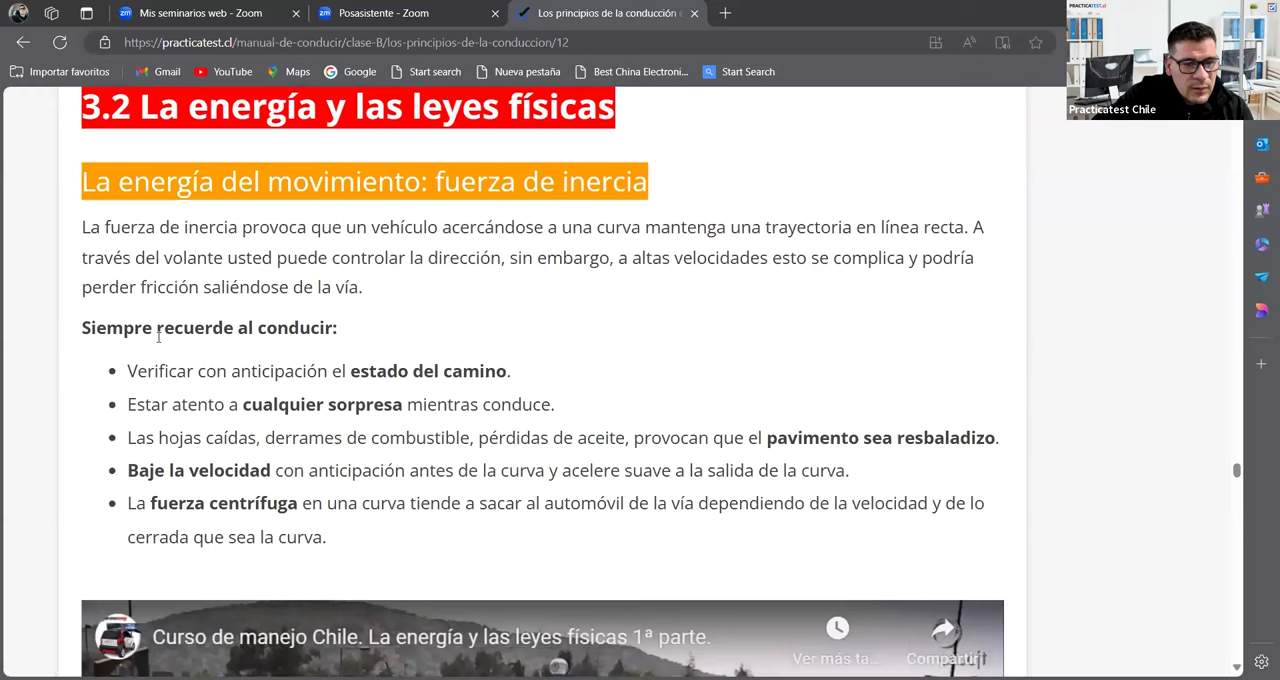 Mis seminarios web - Zoom
Posasistente - Zoom
Los principios de la conducción
https://practicatest.cl/manual-de-conducir/clase-B/los-principios-de-la-conduccion/12
Importar favoritos
Gmail
YouTube
Maps
Google
Start search
Nueva pestaña
Best China Electroni...
Start Search
PRACTICATEST.cl
Practicatest Chile
3.2 La energía y las leyes físicas
La energía del movimiento: fuerza de inercia
La fuerza de inercia provoca que un vehículo acercándose a una curva mantenga una trayectoria en línea recta. A
través del volante usted puede controlar la dirección, sin embargo, a altas velocidades esto se complica y podría
perder fricción saliéndose de la vía.
Siempre recuerde al conducir:
Verificar con anticipación el estado del camino.
Estar atento a cualquier sorpresa mientras conduce.
Las hojas caídas, derrames de combustible, pérdidas de aceite, provocan que el pavimento sea resbaladizo.
Baje la velocidad con anticipación antes de la curva y acelere suave a la salida de la curva.
La fuerza centrífuga en una curva tiende a sacar al automóvil de la vía dependiendo de la velocidad y de lo
cerrada que sea la curva.
Curso de manejo Chile. La energía y las leyes físicas 1ª parte.
Ver más ta...
Compartir